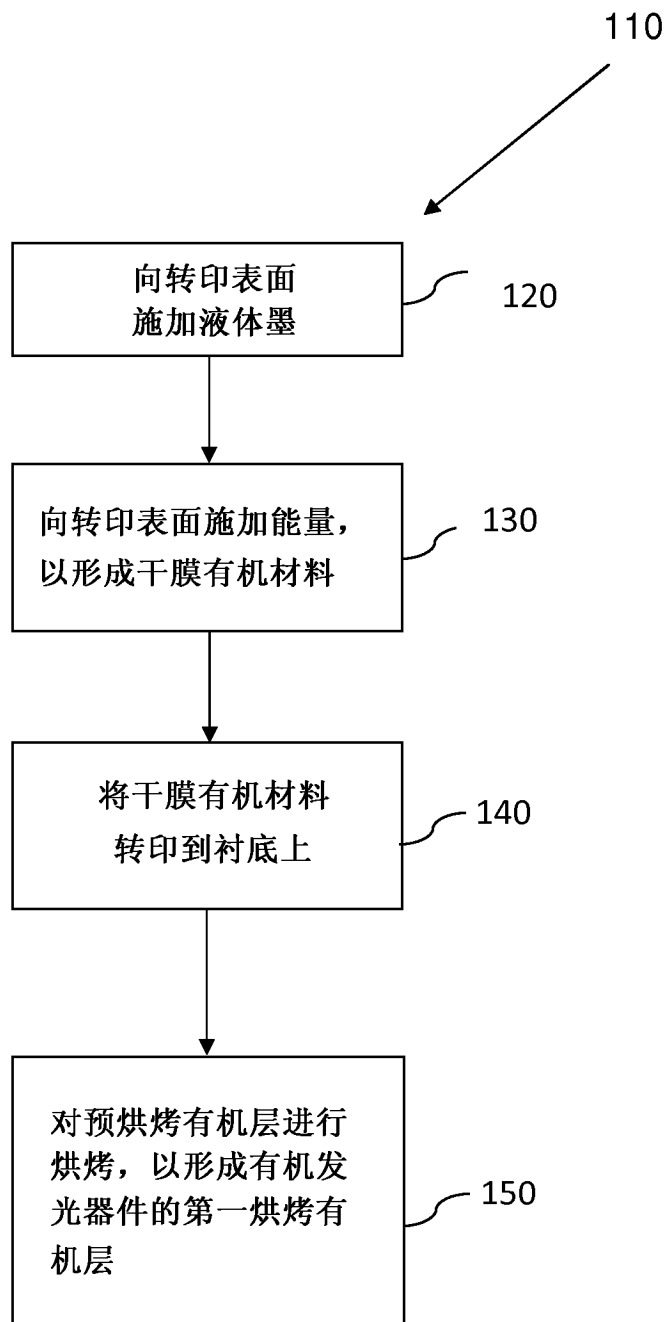 110
向转印表面
施加液体墨
120
向转印表面施加能量，
以形成干膜有机材料
130
将干膜有机材料
转印到衬底上
140
对预烘烤有机层进行
烘烤，以形成有机发
光器件的第一烘烤有
机层
150